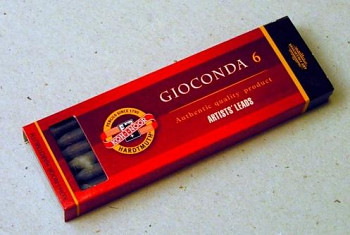 GIOCONDA 6
Authentic quality product
ARTISTS' LEADS
KOH-I-NOOR
HARDTMUTH